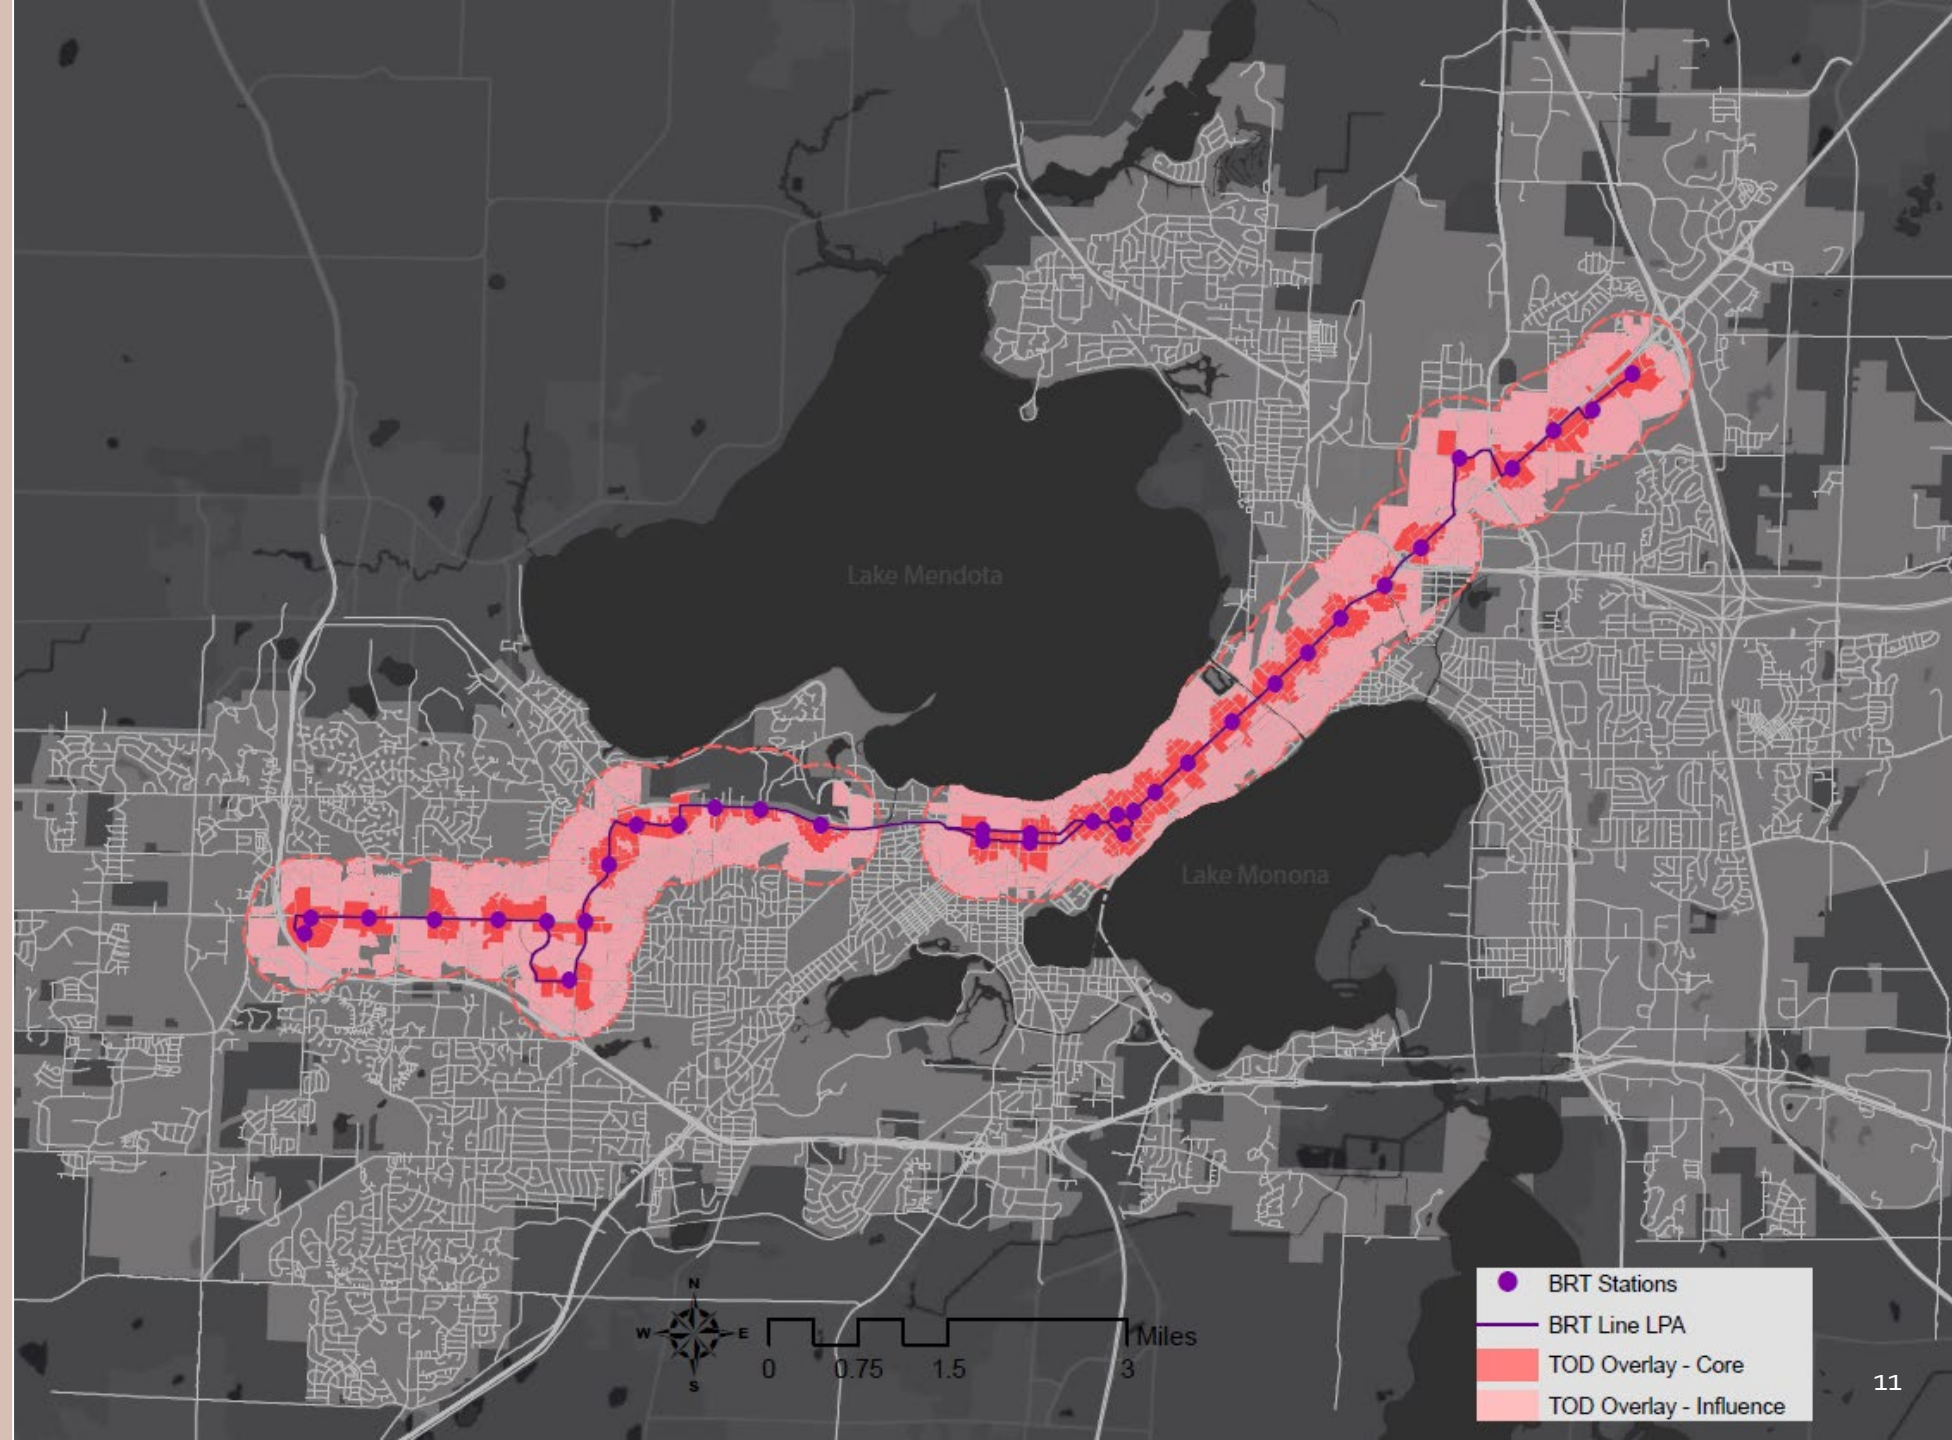 Lake Mendota
Lake Monona
N
W E
S
Miles
0 0.75 1.5 3
BRT Stations
BRT Line LPA
TOD Overlay - Core
TOD Overlay - Influence
11